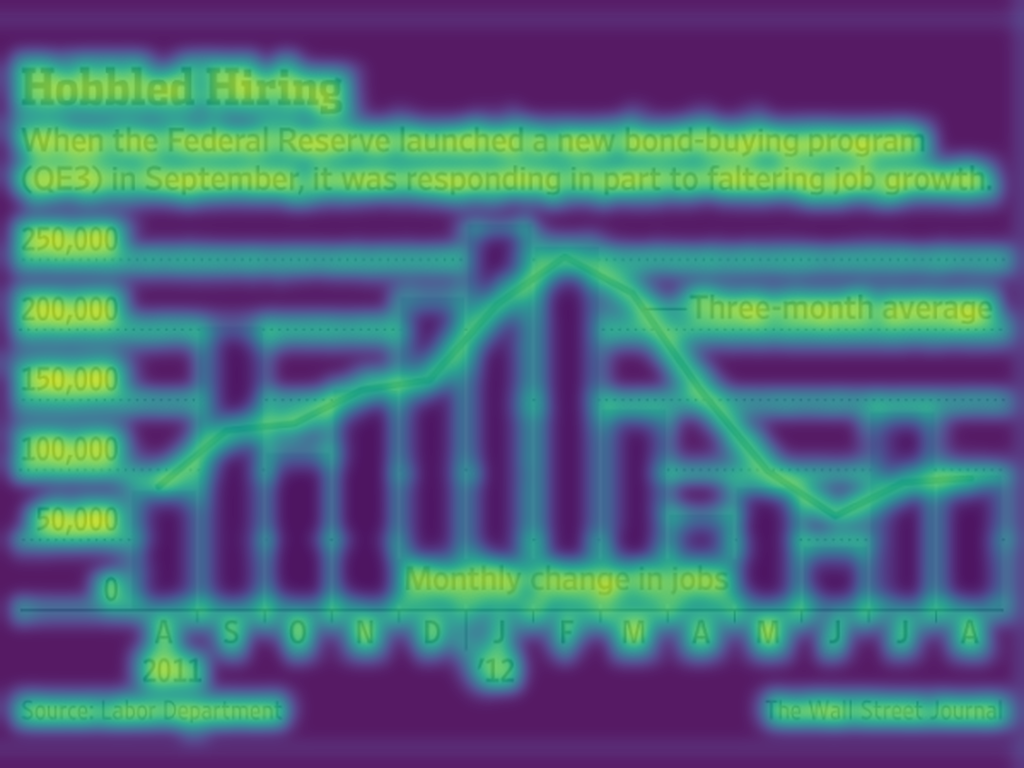 Hobbled Hiring
When the Federal Reserve launched a new bond-buying program
(QE3) in September, it was responding in part to faltering job growth.
250,000
200,000
Three-month average
150,000
100,000
50,000
0
Monthly change in jobs
A S O N D J F M A M J J A
2011 '12
Source: Labor Department The Wall Street Journal